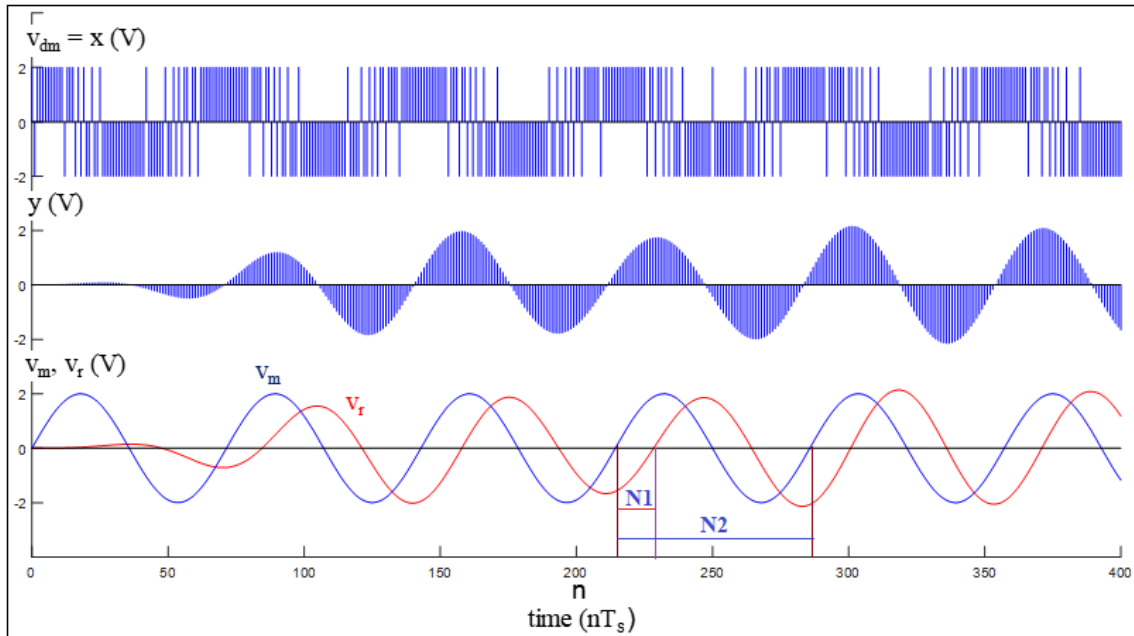 v_dm = x (V)
2
0
-2
y (V)
2
0
-2
v_m, v_r (V)
v_m
v_r
2
0
-2
N1
N2
0 50 100 150 200 250 300 350 400
n
time (nT_s)